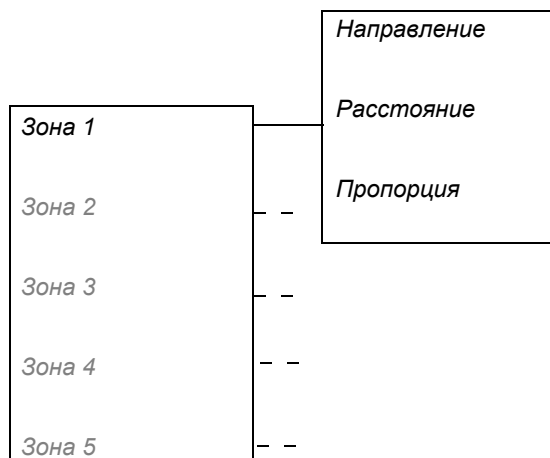 Направление
Расстояние
Пропорция
Зона 1
Зона 2
Зона 3
Зона 4
Зона 5